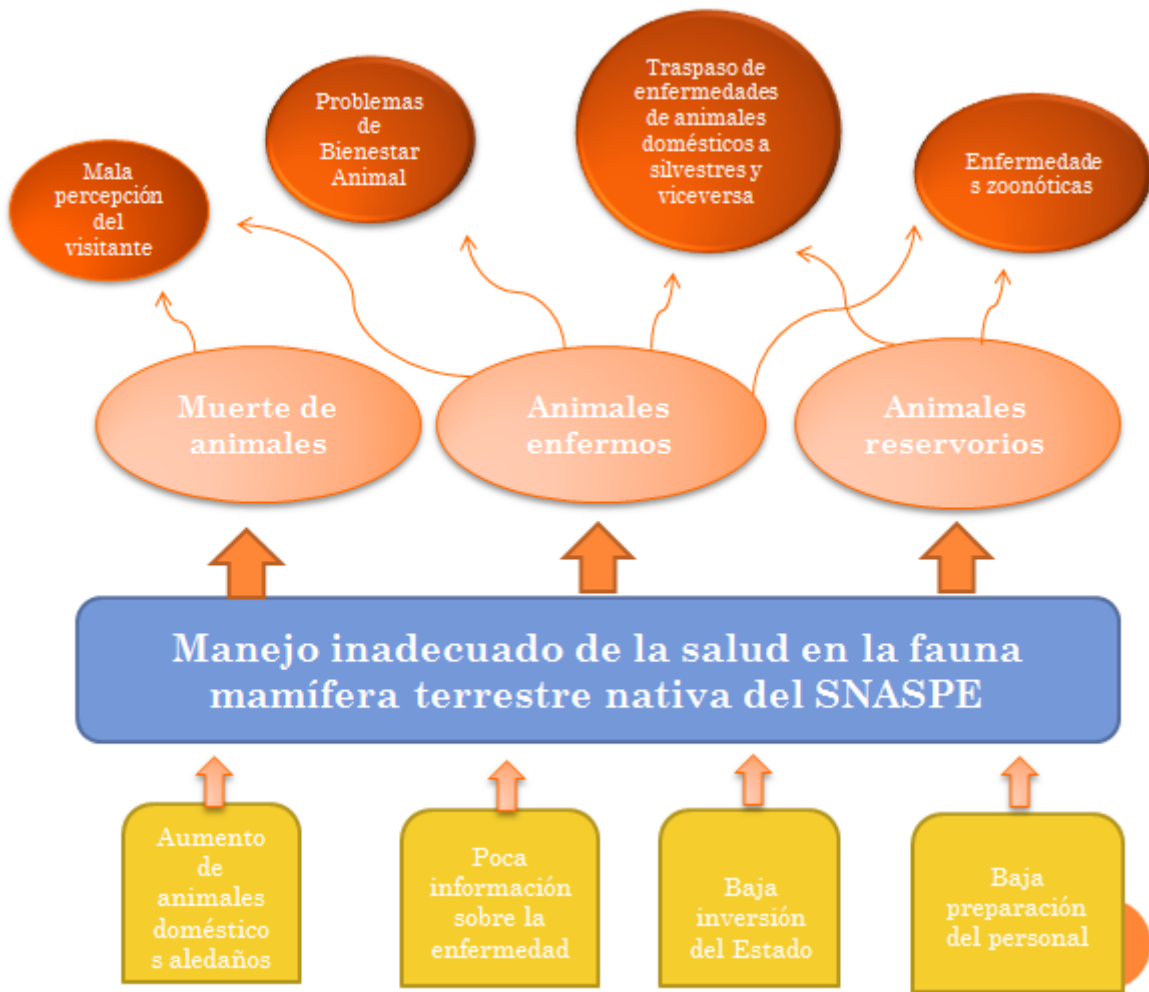 Mala
percepción
del
visitante
Problemas
de
Bienestar
Animal
Traspaso de
enfermedades
de animales
domésticos a
silvestres y
viceversa
Enfermedade
s zoonóticas
Muerte de
animales
Animales
enfermos
Animales
reservorios
Manejo inadecuado de la salud en la fauna
mamífera terrestre nativa del SNASPE
Aumento
de
animales
doméstico
s aledaños
Poca
información
sobre la
enfermedad
Baja
inversión
del Estado
Baja
preparación
del personal